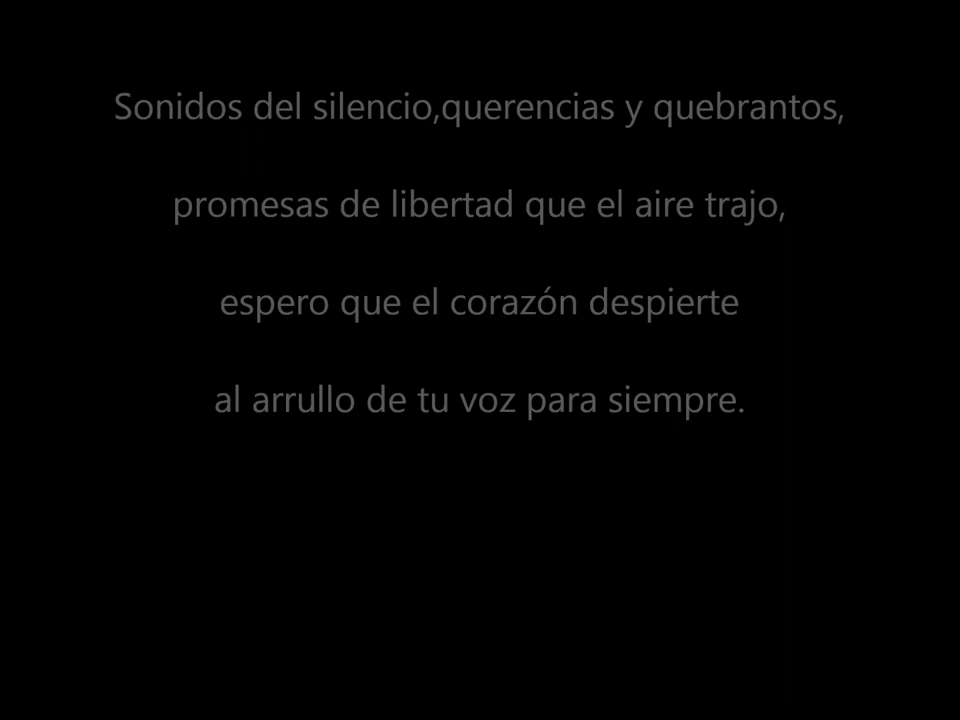 Sonidos del silencio,querencias y quebrantos,
promesas de libertad que el aire trajo,
espero que el corazón despierte
al arrullo de tu voz para siempre.